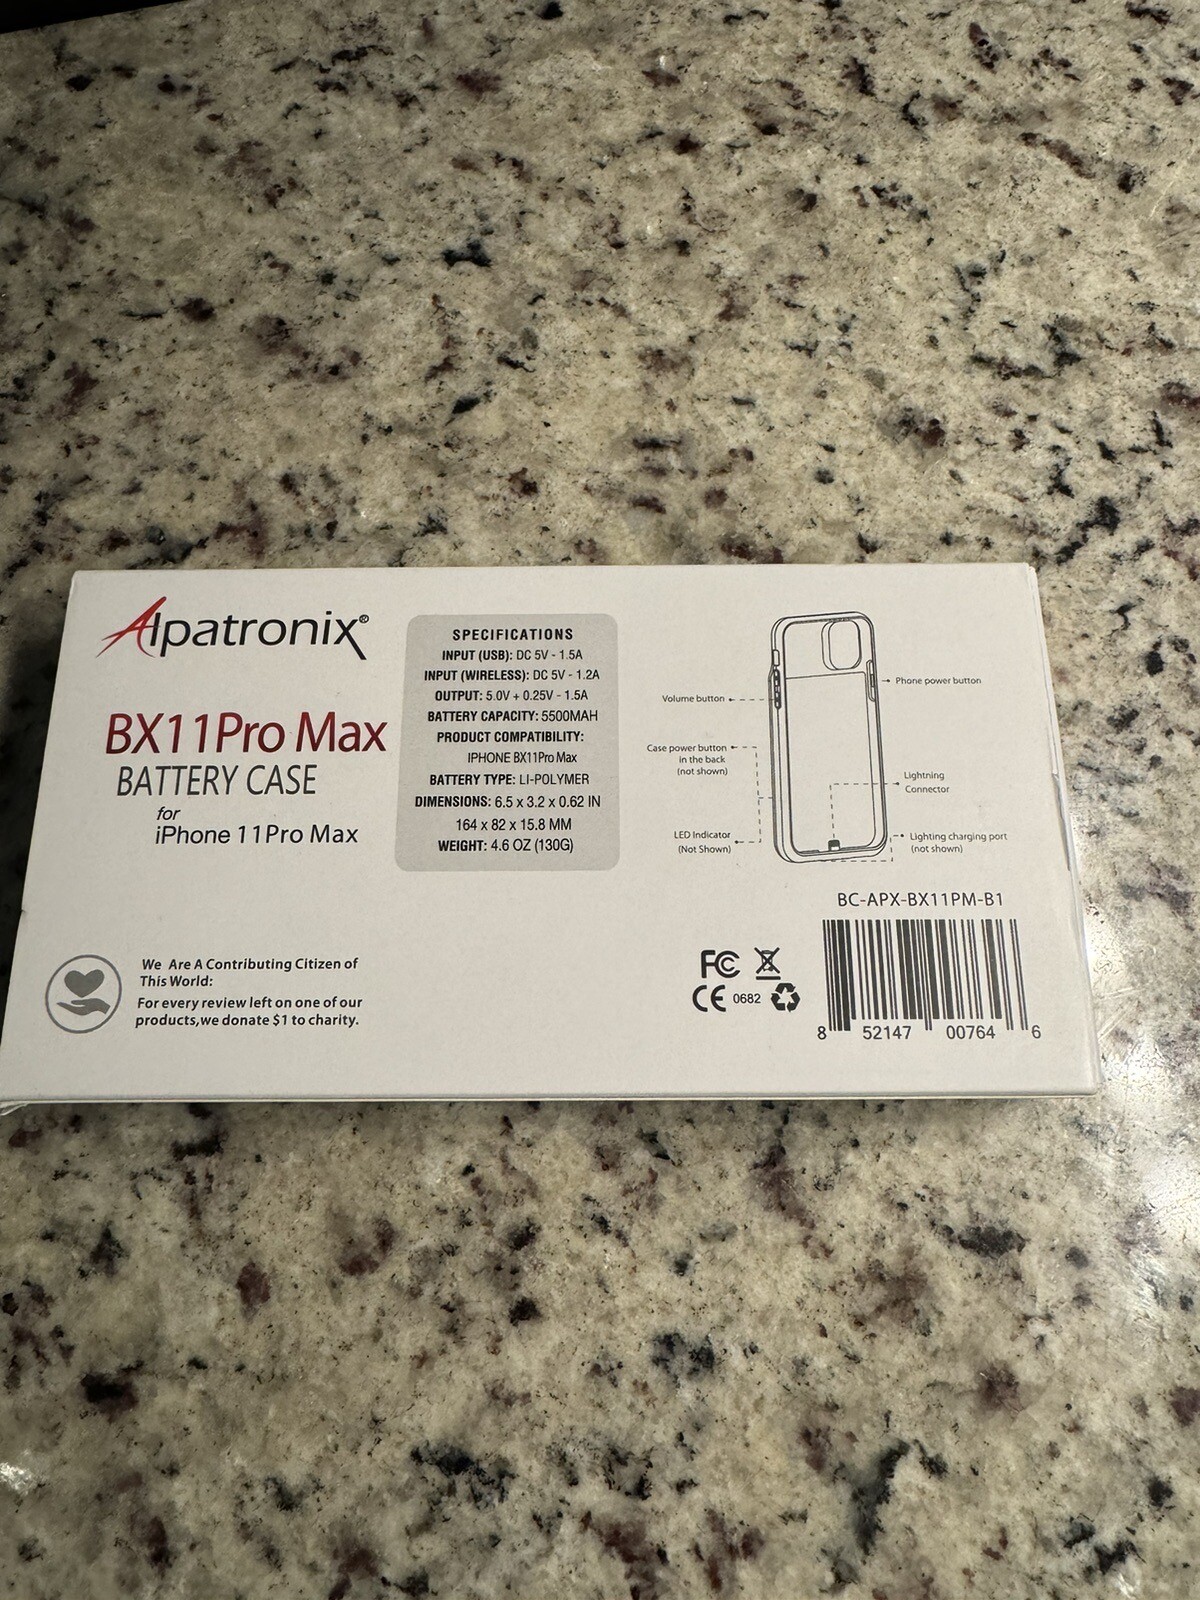 Alpatronix®
BX11Pro Max
BATTERY CASE
for
iPhone 11Pro Max
We Are A Contributing Citizen of
This World:
For every review left on one of our
products,we donate $1 to charity.
SPECIFICATIONS
INPUT (USB): DC 5V - 1.5A
INPUT (WIRELESS): DC 5V - 1.2A
OUTPUT: 5.0V + 0.25V - 1.5A
BATTERY CAPACITY: 5500MAH
PRODUCT COMPATIBILITY:
IPHONE BX11Pro Max
BATTERY TYPE: LI-POLYMER
DIMENSIONS: 6.5 x 3.2 x 0.62 IN
164 x 82 x 15.8 MM
WEIGHT: 4.6 OZ (130G)
Volume button
Case power button
in the back
(not shown)
LED Indicator
(Not Shown)
Phone power button
Lightning
Connector
Lighting charging port
(not shown)
BC-APX-BX11PM-B1
FC
CE 0682
8 52147 00764 6